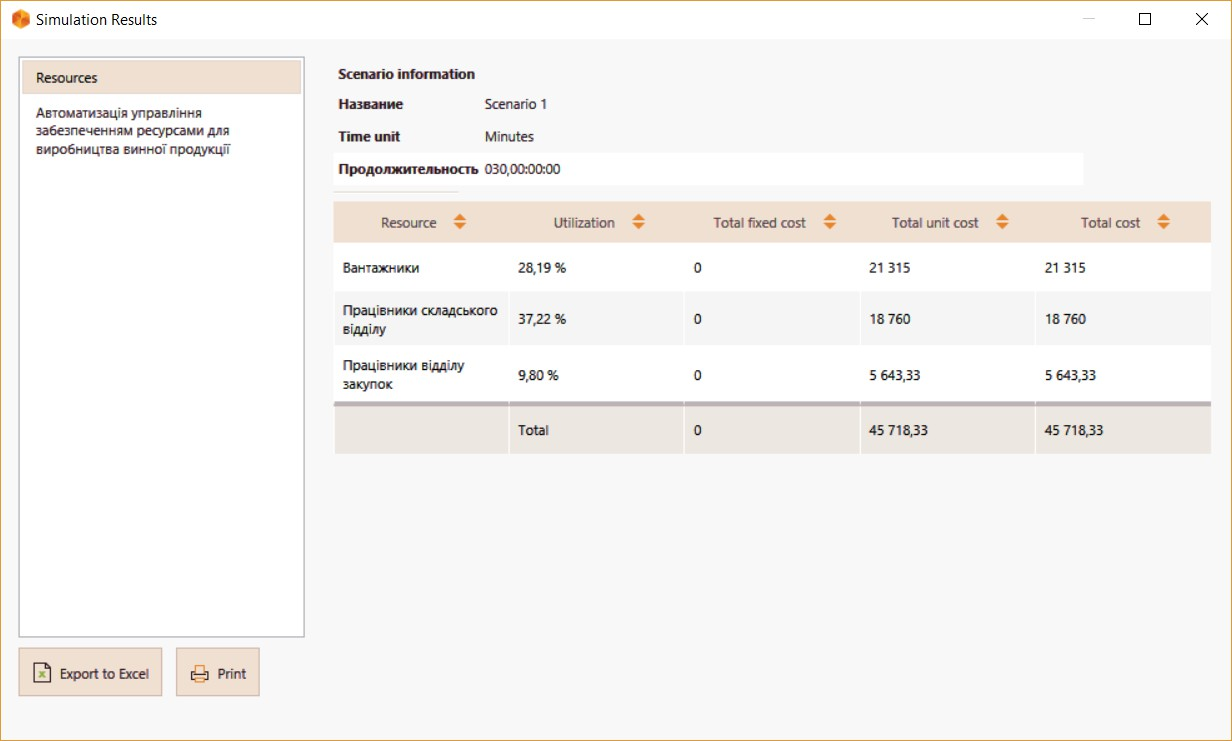 Simulation Results
Resources
Автоматизація управління
забезпеченням ресурсами для
виробництва винної продукції
Scenario information
Название Scenario 1
Time unit Minutes
Продолжительность 030,00:00:00
Resource Utilization Total fixed cost Total unit cost Total cost
Вантажники 28,19 % 0 21 315 21 315
Працівники складського
відділу 37,22 % 0 18 760 18 760
Працівники відділу
закупок 9,80 % 0 5 643,33 5 643,33
Total 0 45 718,33 45 718,33
Export to Excel Print